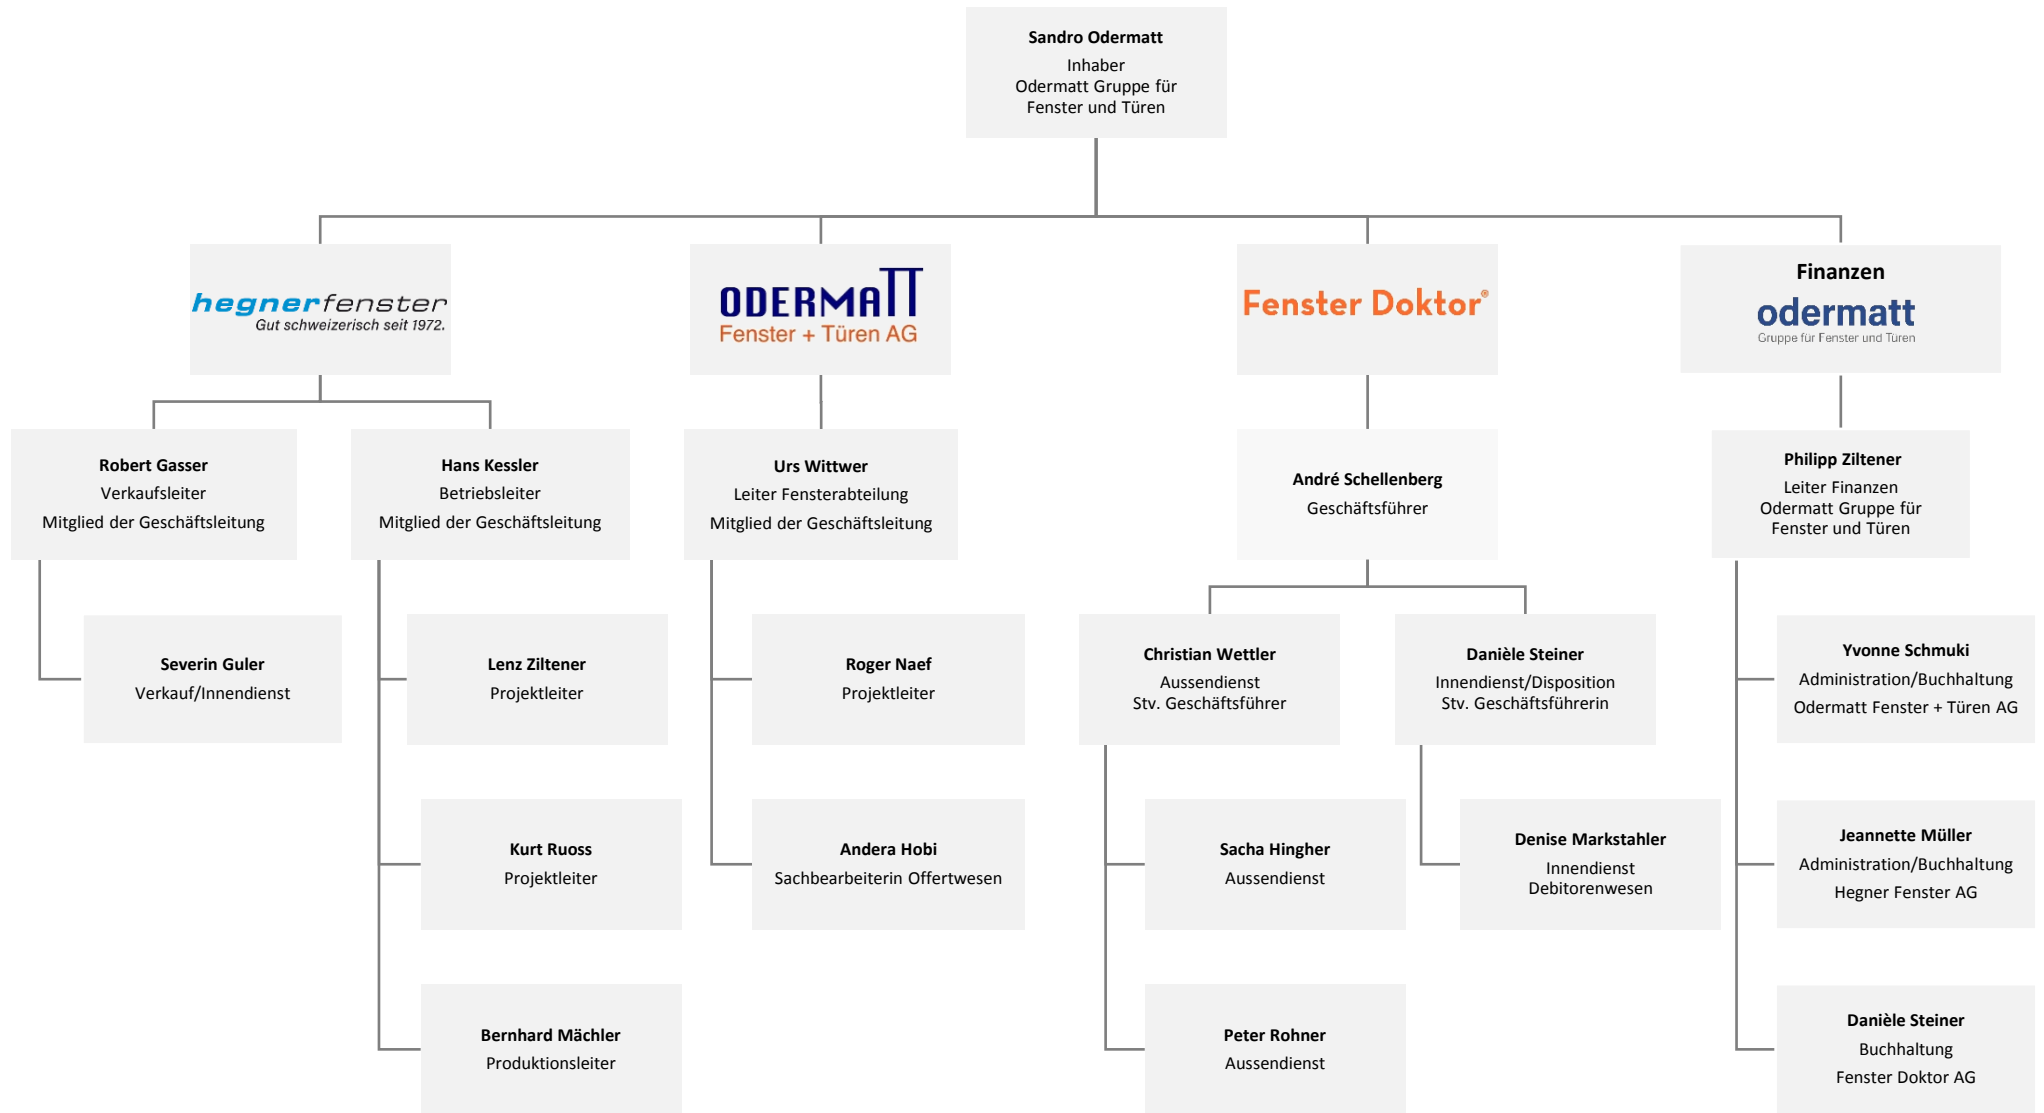 Sandro Odermatt
Inhaber
Odermatt Gruppe für
Fenster und Türen
hegnerfenster
Gut schweizerisch seit 1972.
ODERMATT
Fenster + Türen AG
Fenster Doktor®
Finanzen
odermatt
Gruppe für Fenster und Türen
Robert Gasser
Verkaufsleiter
Mitglied der Geschäftsleitung
Hans Kessler
Betriebsleiter
Mitglied der Geschäftsleitung
Urs Wittwer
Leiter Fensterabteilung
Mitglied der Geschäftsleitung
André Schellenberg
Geschäftsführer
Philipp Ziltener
Leiter Finanzen
Odermatt Gruppe für
Fenster und Türen
Severin Guler
Verkauf/Innendienst
Lenz Ziltener
Projektleiter
Roger Naef
Projektleiter
Christian Wettler
Aussendienst
Stv. Geschäftsführer
Danièle Steiner
Innendienst/Disposition
Stv. Geschäftsführerin
Yvonne Schmuki
Administration/Buchhaltung
Odermatt Fenster + Türen AG
Kurt Ruoss
Projektleiter
Andera Hobi
Sachbearbeiterin Offertwesen
Sacha Hingher
Aussendienst
Denise Markstahler
Innendienst
Debitorenwesen
Jeannette Müller
Administration/Buchhaltung
Hegner Fenster AG
Bernhard Mächler
Produktionsleiter
Peter Rohner
Aussendienst
Danièle Steiner
Buchhaltung
Fenster Doktor AG